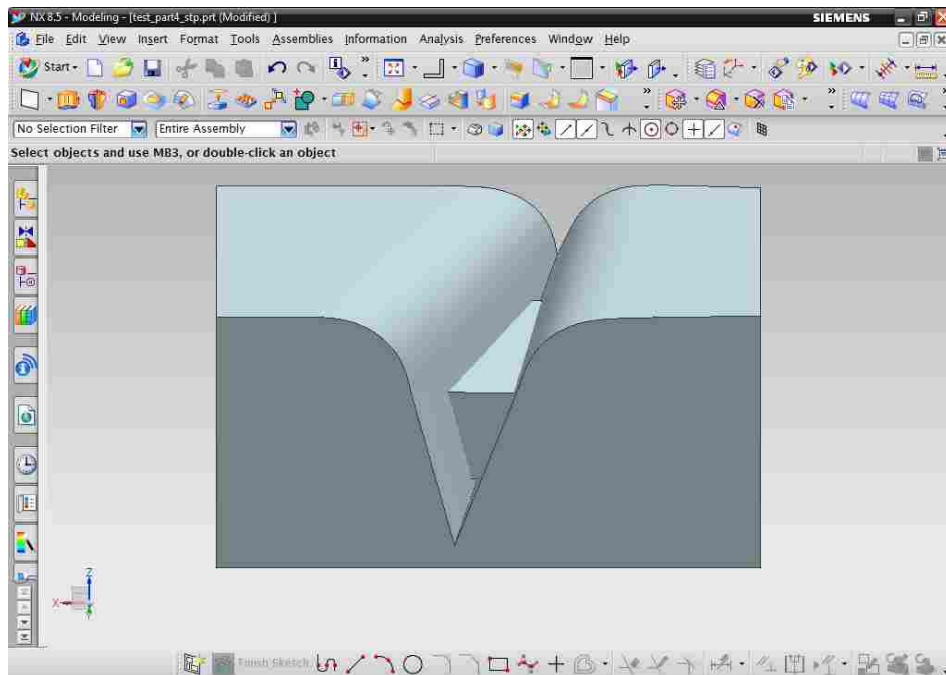 NX 8.5 - Modeling - [test_part4_stp.prt (Modified) ]
SIEMENS
File Edit View Insert Format Tools Assemblies Information Analysis Preferences Window Help
Start
No Selection Filter
Entire Assembly
Select objects and use MB3, or double-click an object
Z
X
Y
Finish Sketch